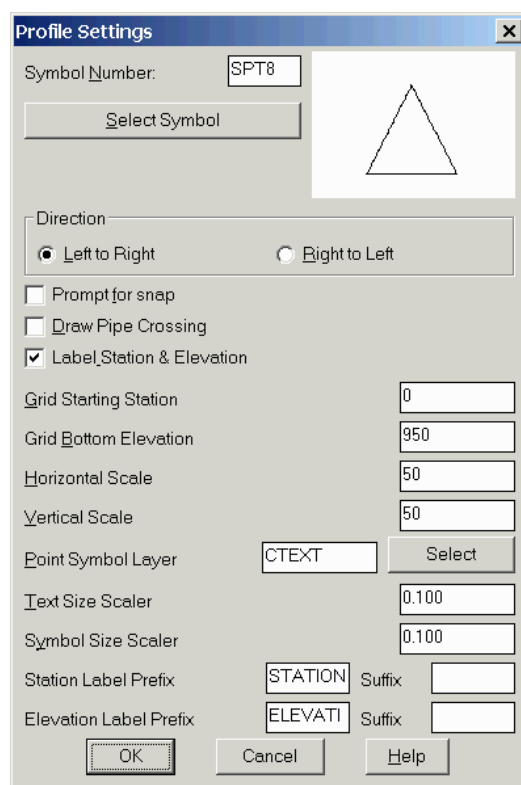 Profile Settings
Symbol Number: SPT8
Select Symbol
Direction
Left to Right Right to Left
Prompt for snap
Draw Pipe Crossing
Label Station & Elevation
Grid Starting Station 0
Grid Bottom Elevation 950
Horizontal Scale 50
Vertical Scale 50
Point Symbol Layer CTEXT Select
Text Size Scaler 0.100
Symbol Size Scaler 0.100
Station Label Prefix STATION Suffix
Elevation Label Prefix ELEVATI Suffix
OK Cancel Help